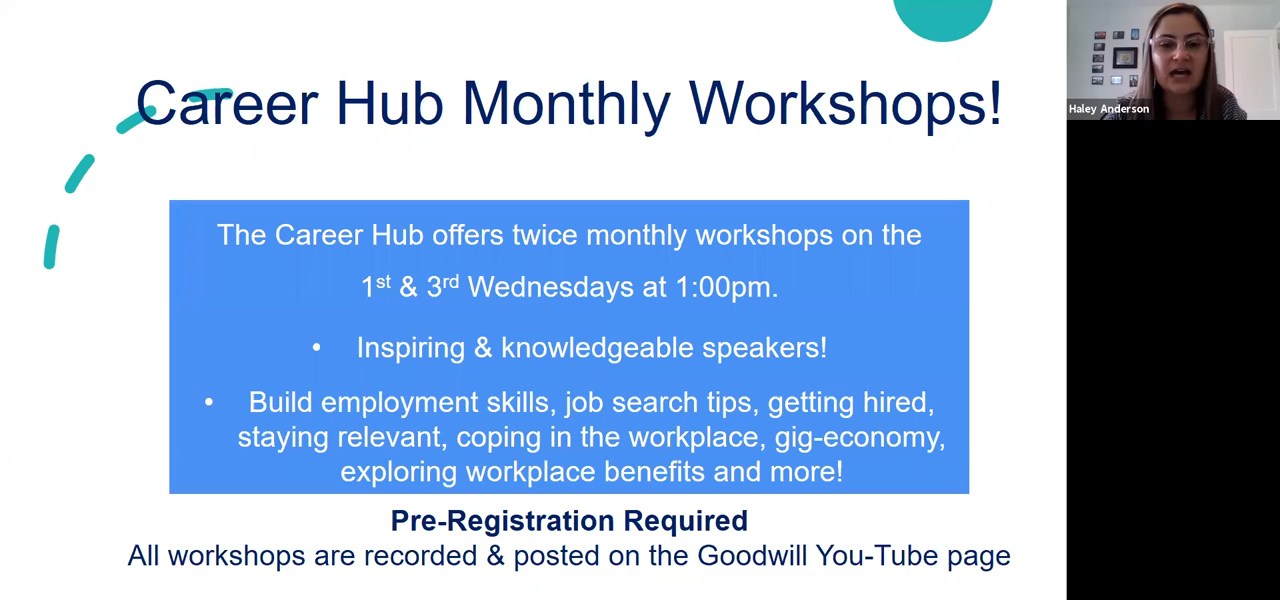 Career Hub Monthly Workshops!
Haley Anderson
The Career Hub offers twice monthly workshops on the
1st & 3rd Wednesdays at 1:00pm.
• Inspiring & knowledgeable speakers!
• Build employment skills, job search tips, getting hired,
staying relevant, coping in the workplace, gig-economy,
exploring workplace benefits and more!
Pre-Registration Required
All workshops are recorded & posted on the Goodwill You-Tube page